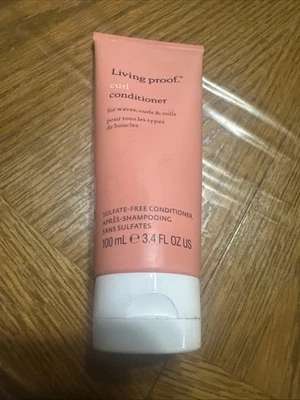 Living proof.™
curl
conditioner
for waves, curls & coils
pour tous les types
de boucles
SULFATE-FREE CONDITIONER
APRÈS-SHAMPOOING
SANS SULFATES
100 mL ℮ 3.4 FL OZ US